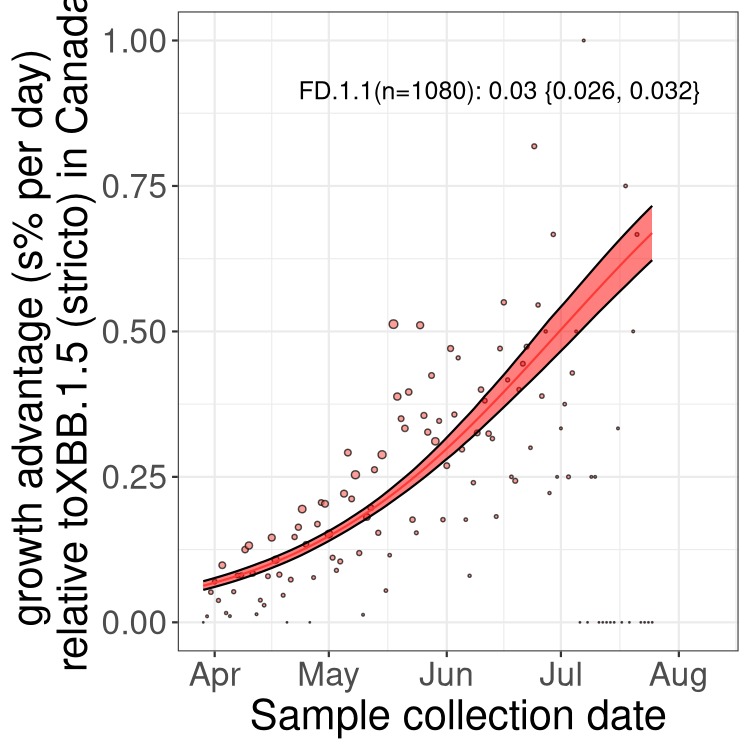 growth advantage (s% per day)
relative toXBB.1.5 (stricto) in Canada
1.00
0.75
0.50
0.25
0.00
FD.1.1(n=1080): 0.03 {0.026, 0.032}
Apr May Jun Jul Aug
Sample collection date